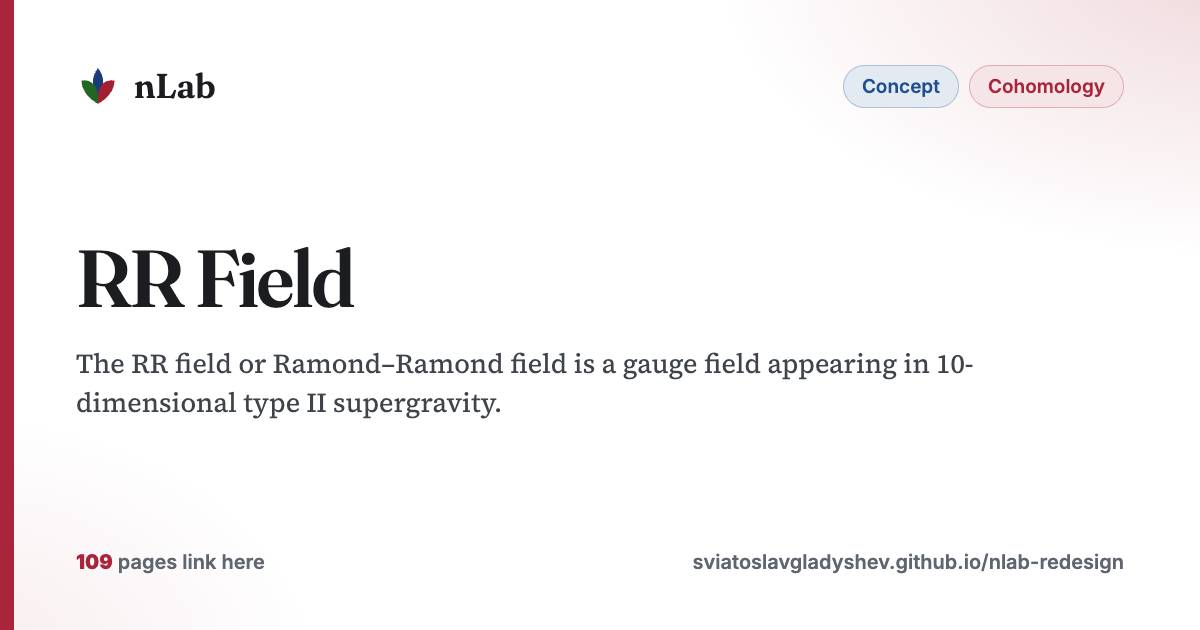 nLab
Concept
Cohomology
RR Field
The RR field or Ramond–Ramond field is a gauge field appearing in 10-
dimensional type II supergravity.
109 pages link here
sviatoslavgladyshev.github.io/nlab-redesign